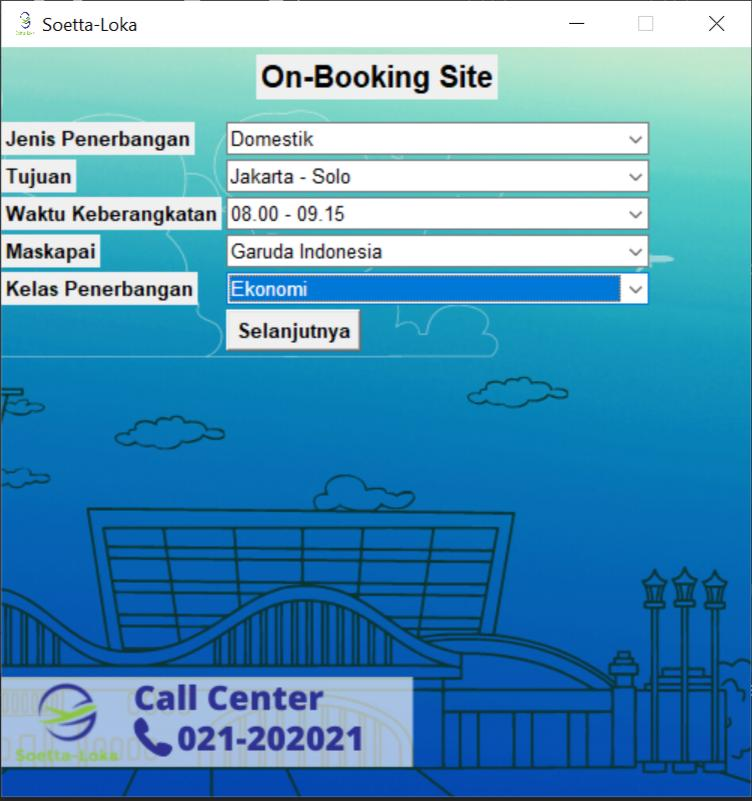 Soetta-Loka
On-Booking Site
Jenis Penerbangan Domestik
Tujuan Jakarta - Solo
Waktu Keberangkatan 08.00 - 09.15
Maskapai Garuda Indonesia
Kelas Penerbangan Ekonomi
Selanjutnya
Call Center
021-202021
Soetta-Loka